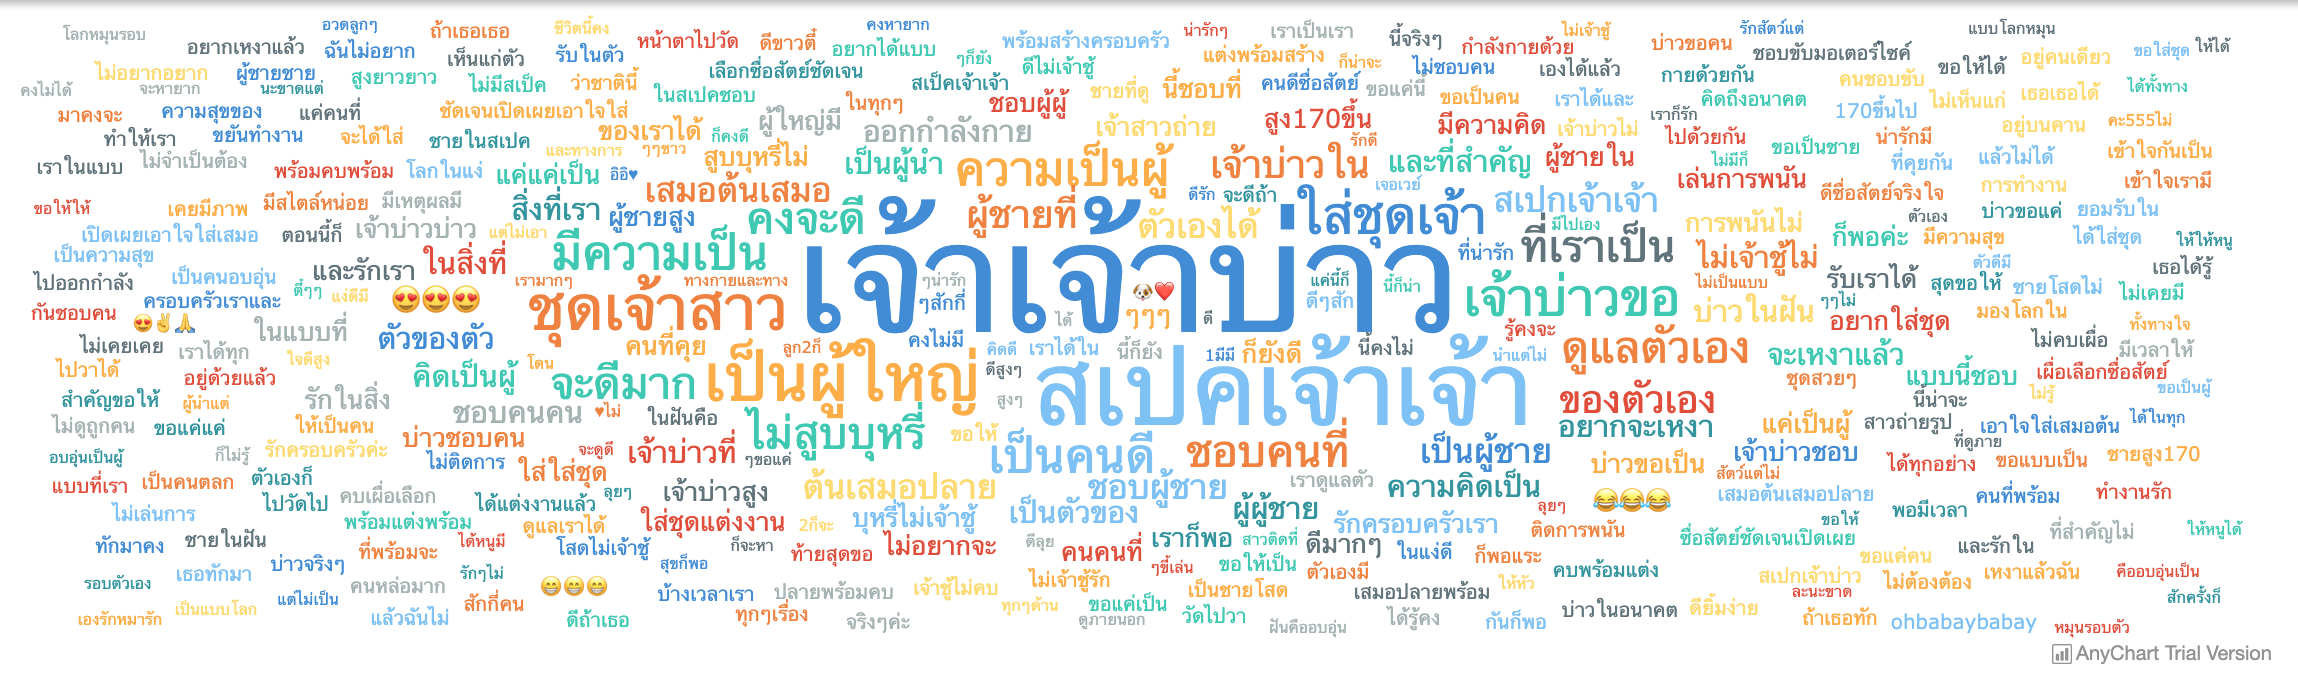 โลกหมุนรอบ
อวดลูกๆ
ถ้าเธอเธอ
ชีวิตนี้คง
หน้าตาไปวัด
ดีขาวตี๋
คงหายาก
พร้อมสร้างครอบครัว
น่ารักๆ
เราเป็นเรา
นี้จริงๆ
กำลังกายด้วย
ไม่เจ้าชู้
บ่าวขอคน
รักสัตว์แต่
แบบโลกหมุน
ขอใส่ชุด
ให้ได้
อยากเหงาแล้ว
ฉันไม่อยาก
เห็นแก่ตัว
รับในตัว
อยากได้แบบ
ๆก็ยัง
แต่งพร้อมสร้าง
ก็น่าจะ
ชอบขับมอเตอร์ไซค์
อยู่คนเดียว
ไม่อยากอยาก
ผู้ชายชาย
สูงยาวยาว
ไม่มีสเป็ค
ว่าชาตินี้
เลือกซื่อสัตย์ชัดเจน
สเป็คเจ้าเจ้า
ดีไม่เจ้าชู้
คนดีซื่อสัตย์
ไม่ชอบคน
เองได้แล้ว
กายด้วยกัน
คนชอบขับ
ขอให้ได้
ได้ทั้งทาง
คงไม่ได้
จะหายาก
นะขาดแต่
ในสเปคชอบ
ในทุกๆ
ชอบผู้ผู้
ชายที่ดู
นี้ชอบที่
ขอแค่นี้
ขอเป็นคน
เราได้และ
เราก็รัก
คิดถึงอนาคต
170ขึ้นไป
ไม่เห็นแก่
เธอเธอได้
มาคงจะ
ความสุขของ
แค่คนที่
ชัดเจนเปิดเผยเอาใจใส่
ของเราได้
ก็คงดี
ผู้ใหญ่มี
ออกกำลังกาย
เจ้าสาวถ่าย
สูง170ขึ้น
มีความคิด
เจ้าบ่าวไม่
ไปด้วยกัน
น่ารักมี
อยู่บนคาน
คะ555ไม่
ทำให้เรา
ขยันทำงาน
จะได้ใส่
ชายในสเปค
และทางการ
ๆๆขาว
สูบบุหรี่ไม่
เป็นผู้นำ
ความเป็นผู้
เจ้าบ่าวใน
รักดี
และที่สำคัญ
ผู้ชายใน
ไม่มีก็
ขอเป็นชาย
ที่คุยกัน
แล้วไม่ได้
เข้าใจกันเป็น
เราในแบบ
ไม่จำเป็นต้อง
พร้อมคบพร้อม
โลกในแง่
แค่แค่เป็น
อิอิ♥
เสมอต้นเสมอ
ผู้ชายที่
ดีรัก
จะดีถ้า
เจอเวย์
เล่นการพนัน
ดีซื่อสัตย์จริงใจ
การทำงาน
เข้าใจเรามี
ขอให้ให้
เคยมีภาพ
มีสไตล์หน่อย
มีเหตุผลมี
สิ่งที่เรา
ผู้ชายสูง
คงจะดี
เจ้าเจ้าบ่าว
ตัวเองได้
ใส่ชุดเจ้า
สเปกเจ้าเจ้า
มีไปเอง
การพนันไม่
ตัวเอง
บ่าวขอแค่
ยอมรับใน
เปิดเผยเอาใจใส่เสมอ
ตอนนี้ก็
เจ้าบ่าวบ่าว
แต่ไม่เอา
มีความเป็น
ที่น่ารัก
ที่เราเป็น
ไม่เจ้าชู้ไม่
ก็พอค่ะ
มีความสุข
ได้ใส่ชุด
ให้ให้หนู
เป็นความสุข
ไปออกกำลัง
เป็นคนอบอุ่น
และรักเรา
ในสิ่งที่
เรามากๆ
ทางกายและทาง
ๆน่ารัก
แค่นี้ก็
นี้ก็น่า
ไม่เป็นแบบ
รับเราได้
ตัวดีมี
สุดขอให้
ชายโสดไม่
เธอได้รู้
ไม่เคยมี
กันชอบคน
ครอบครัวเราและ
ตี๋ๆๆ
แง่ดีมี
😍😍😍
ชุดเจ้าสาว
ๆสักกี่
🐶❤️
ๆๆๆ
ดี
ดีๆสัก
เจ้าบ่าวขอ
บ่าวในฝัน
ๆๆไม่
อยากใส่ชุด
มองโลกใน
ทั้งทางใจ
😍✌️🙏
ในแบบที่
ตัวของตัว
คนที่คุย
ลูก2ก็
คงไม่มี
ได้
คิดดี
เราได้ใน
นี้ก็ยัง
1มีมี
ก็ยังดี
นี้คงไม่
รู้คงจะ
น่าแต่ไม่
ดูแลตัวเอง
จะเหงาแล้ว
ไม่คบเผื่อ
มีเวลาให้
ไม่เคยเคย
เราได้ทุก
ใจดีสูง
ไปวาได้
อยู่ด้วยแล้ว
คิดเป็นผู้
โดน
จะดีมาก
เป็นผู้ใหญ่
ดีสูงๆ
สูงๆ
สเปคเจ้าเจ้า
ของตัวเอง
ชุดสวยๆ
แบบนี้ชอบ
เผื่อเลือกซื่อสัตย์
ขอเป็นผู้
สำคัญขอให้
ผู้นำแต่
รักในสิ่ง
ชอบคนคน
♥ไม่
ในฝันคือ
ไม่สูบบุหรี่
ขอให้
อยากจะเหงา
แค่เป็นผู้
สาวถ่ายรูป
นี้น่าจะ
ไม่รู้
เอาใจใส่เสมอต้น
ได้ในทุก
ไม่ดูถูกคน
ขอแค่แค่
ให้เป็นคน
บ่าวชอบคน
จะดูดี
เจ้าบ่าวที่
ๆขอแค่
เป็นคนดี
ชอบคนที่
เป็นผู้ชาย
บ่าวขอเป็น
เจ้าบ่าวชอบ
ที่ดูภาย
ได้ทุกอย่าง
ขอแบบเป็น
ชายสูง170
อบอุ่นเป็นผู้
ก็ไม่รู้
รักครอบครัวค่ะ
ไม่ติดการ
ใส่ใส่ชุด
ต้นเสมอปลาย
ชอบผู้ชาย
เราดูแลตัว
ความคิดเป็น
สัตว์แต่ไม่
แบบที่เรา
เป็นคนตลก
ตัวเองก็
ไปวัดไป
คบเผื่อเลือก
ได้แต่งงานแล้ว
ลุยๆ
เจ้าบ่าวสูง
บุหรี่ไม่เจ้าชู้
เป็นตัวของ
ผู้ผู้ชาย
รักครอบครัวเรา
ลุยๆ
😂😂😂
เสมอต้นเสมอปลาย
คนที่พร้อม
ทำงานรัก
ไม่เล่นการ
พร้อมแต่งพร้อม
ดูแลเราได้
ใส่ชุดแต่งงาน
2ก็จะ
ติดการพนัน
ซื่อสัตย์ชัดเจนเปิดเผย
ขอให้
พอมีเวลา
ที่สำคัญไม่
ให้หนูได้
ทักมาคง
ชายในฝัน
ที่พร้อมจะ
ได้หนูมี
โสดไม่เจ้าชู้
ก็จะหา
ท้ายสุดขอ
ไม่อยากจะ
ดีลุย
คนคนที่
เราก็พอ
สาวติดที่
ดีมากๆ
ในแง่ดี
ก็พอแระ
ขอแค่คน
และรักใน
รอบตัวเอง
เธอทักมา
บ่าวจริงๆ
คนหล่อมาก
รักๆไม่
😁😁😁
สุขก็พอ
บ้างเวลาเรา
ปลายพร้อมคบ
เจ้าชู้ไม่คบ
ไม่เจ้าชู้รัก
ๆขี้เล่น
ขอให้เป็น
ตัวเองมี
คบพร้อมแต่ง
สเปกเจ้าบ่าว
ไม่ต้องต้อง
เหงาแล้วฉัน
คืออบอุ่นเป็น
แต่ไม่เป็น
สักกี่คน
ทุกๆด้าน
ขอแค่เป็น
เป็นชายโสด
เสมอปลายพร้อม
ให้หัว
บ่าวในอนาคต
ดียิ้มง่าย
ละนะขาด
สักครั้งก็
เองรักหมารัก
เป็นแบบโลก
แล้วฉันไม่
ดีถ้าเธอ
ทุกๆเรื่อง
จริงๆค่ะ
ดูภายนอก
วัดไปวา
ฝันคืออบอุ่น
ได้รู้คง
กันก็พอ
ถ้าเธอทัก
ohbabaybabay
หมุนรอบตัว
AnyChart Trial Version